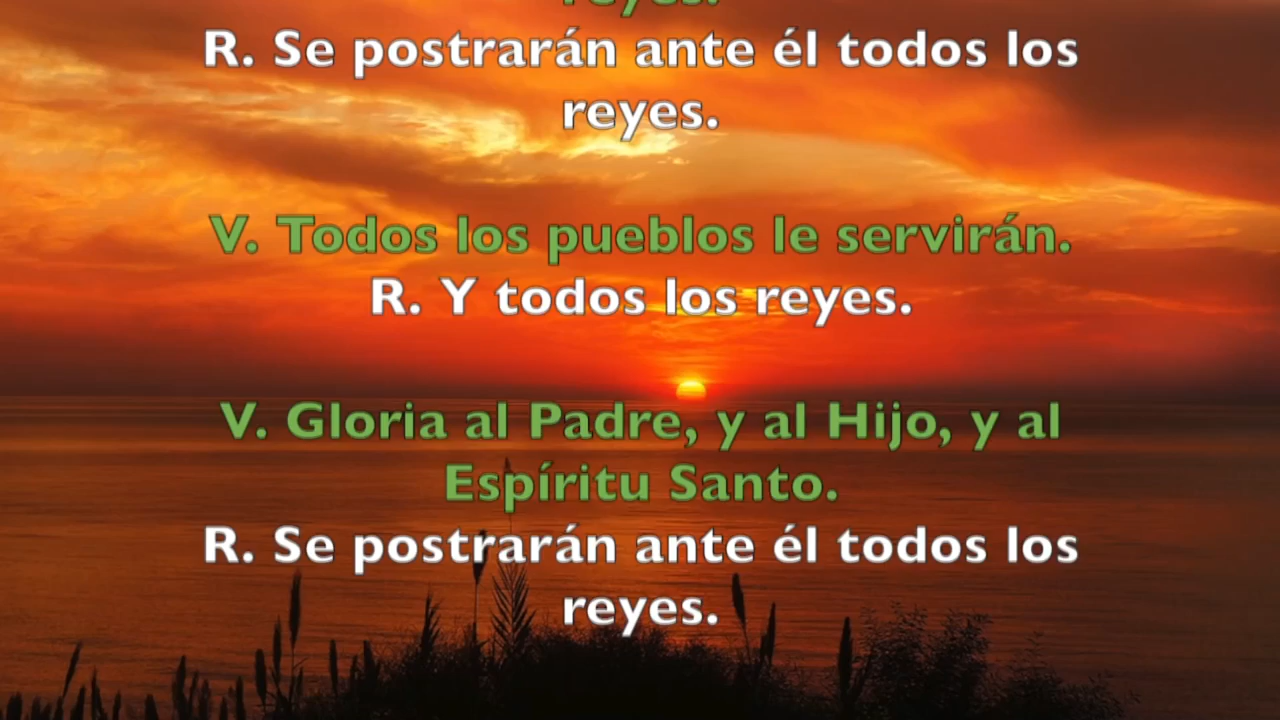 reyes.
R. Se postrarán ante él todos los
reyes.
V. Todos los pueblos le servirán.
R. Y todos los reyes.
V. Gloria al Padre, y al Hijo, y al
Espíritu Santo.
R. Se postrarán ante él todos los
reyes.